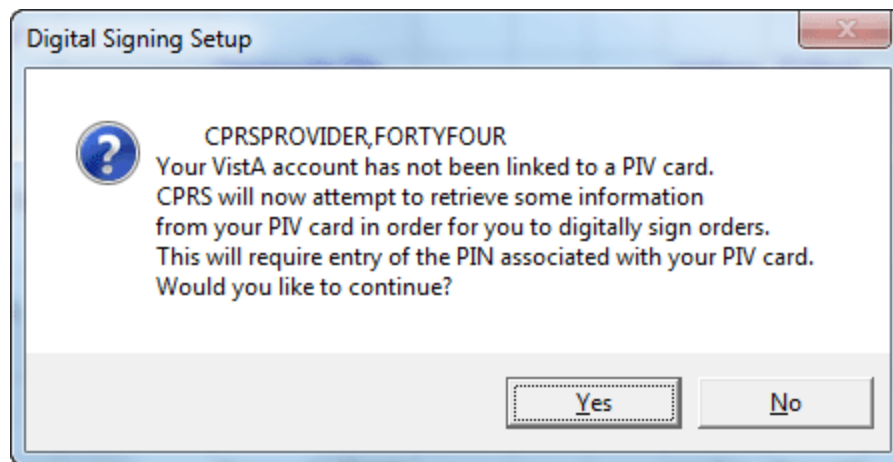 Digital Signing Setup
CPRSPROVIDER,FORTYFOUR
Your VistA account has not been linked to a PIV card.
CPRS will now attempt to retrieve some information
from your PIV card in order for you to digitally sign orders.
This will require entry of the PIN associated with your PIV card.
Would you like to continue?
Yes
No